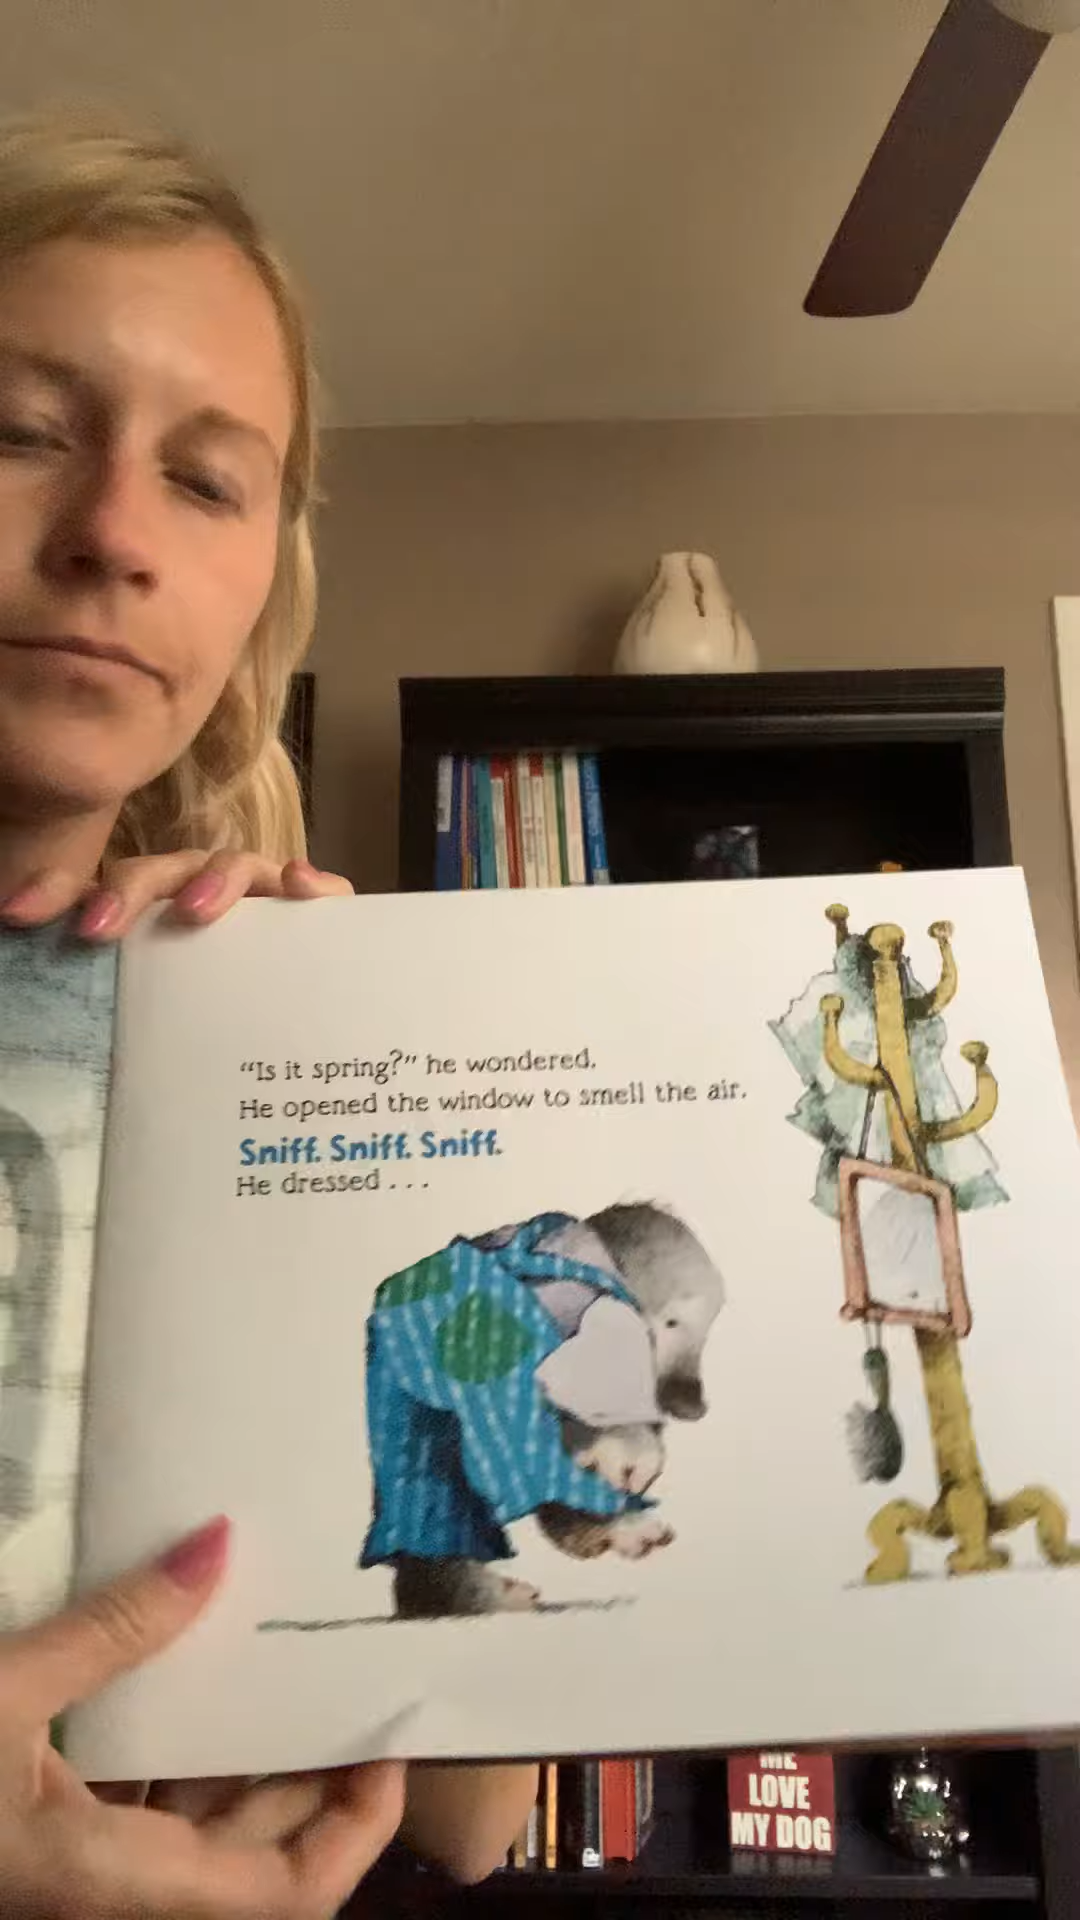 “Is it spring?” he wondered.
He opened the window to smell the air.
Sniff. Sniff. Sniff.
He dressed . . .
ME
LOVE
MY DOG